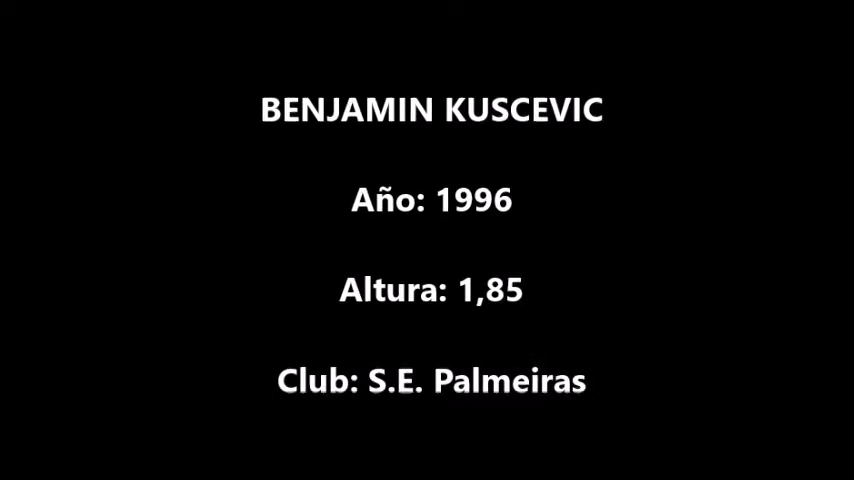 BENJAMIN KUSCEVIC
Año: 1996
Altura: 1,85
Club: S.E. Palmeiras